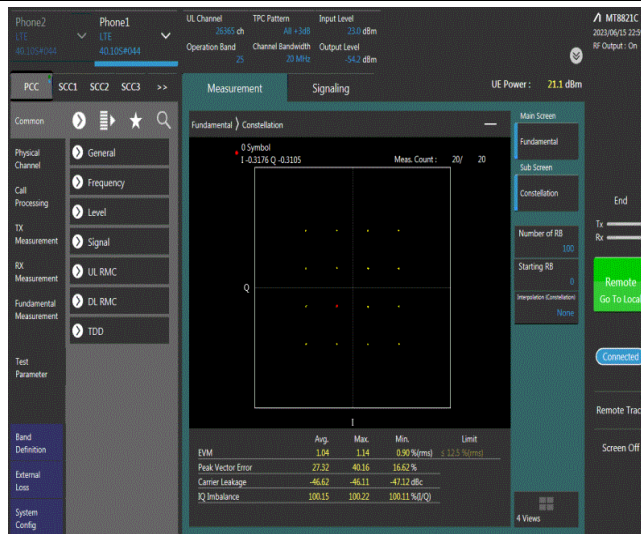 Phone2
LTE
40.10S#044
Phone1
LTE
40.10S#044
UL Channel
26365 ch
TPC Pattern
All +3dB
Input Level
23.0 dBm
Operation Band
25
Channel Bandwidth
20 MHz
Output Level
-54.2 dBm
MT8821C
2023/06/15 22:59
RF Output : On
PCC
SCC1
SCC2
SCC3
>>
Measurement
Signaling
UE Power : 21.1 dBm
Common
Physical
Channel
Call
Processing
TX
Measurement
RX
Measurement
Fundamental
Measurement
Test
Parameter
Band
Definition
External
Loss
System
Config
General
Frequency
Level
Signal
UL RMC
DL RMC
TDD
Fundamental 〉 Constellation
0 Symbol
I -0.3176 Q -0.3105
Meas. Count : 20/ 20
Q
I
Avg. Max. Min. Limit
EVM 1.04 1.14 0.90 %(rms) ≤ 12.5 %(rms)
Peak Vector Error 27.32 40.16 16.62 %
Carrier Leakage -46.62 -46.11 -47.12 dBc
IQ Imbalance 100.15 100.22 100.11 %(I/Q)
Main Screen
Fundamental
Sub Screen
Constellation
Number of RB
100
Starting RB
0
Interpolation (Constellation)
None
4 Views
End
Tx
Rx
Remote
Go To Local
Connected
Remote Trac
Screen Off